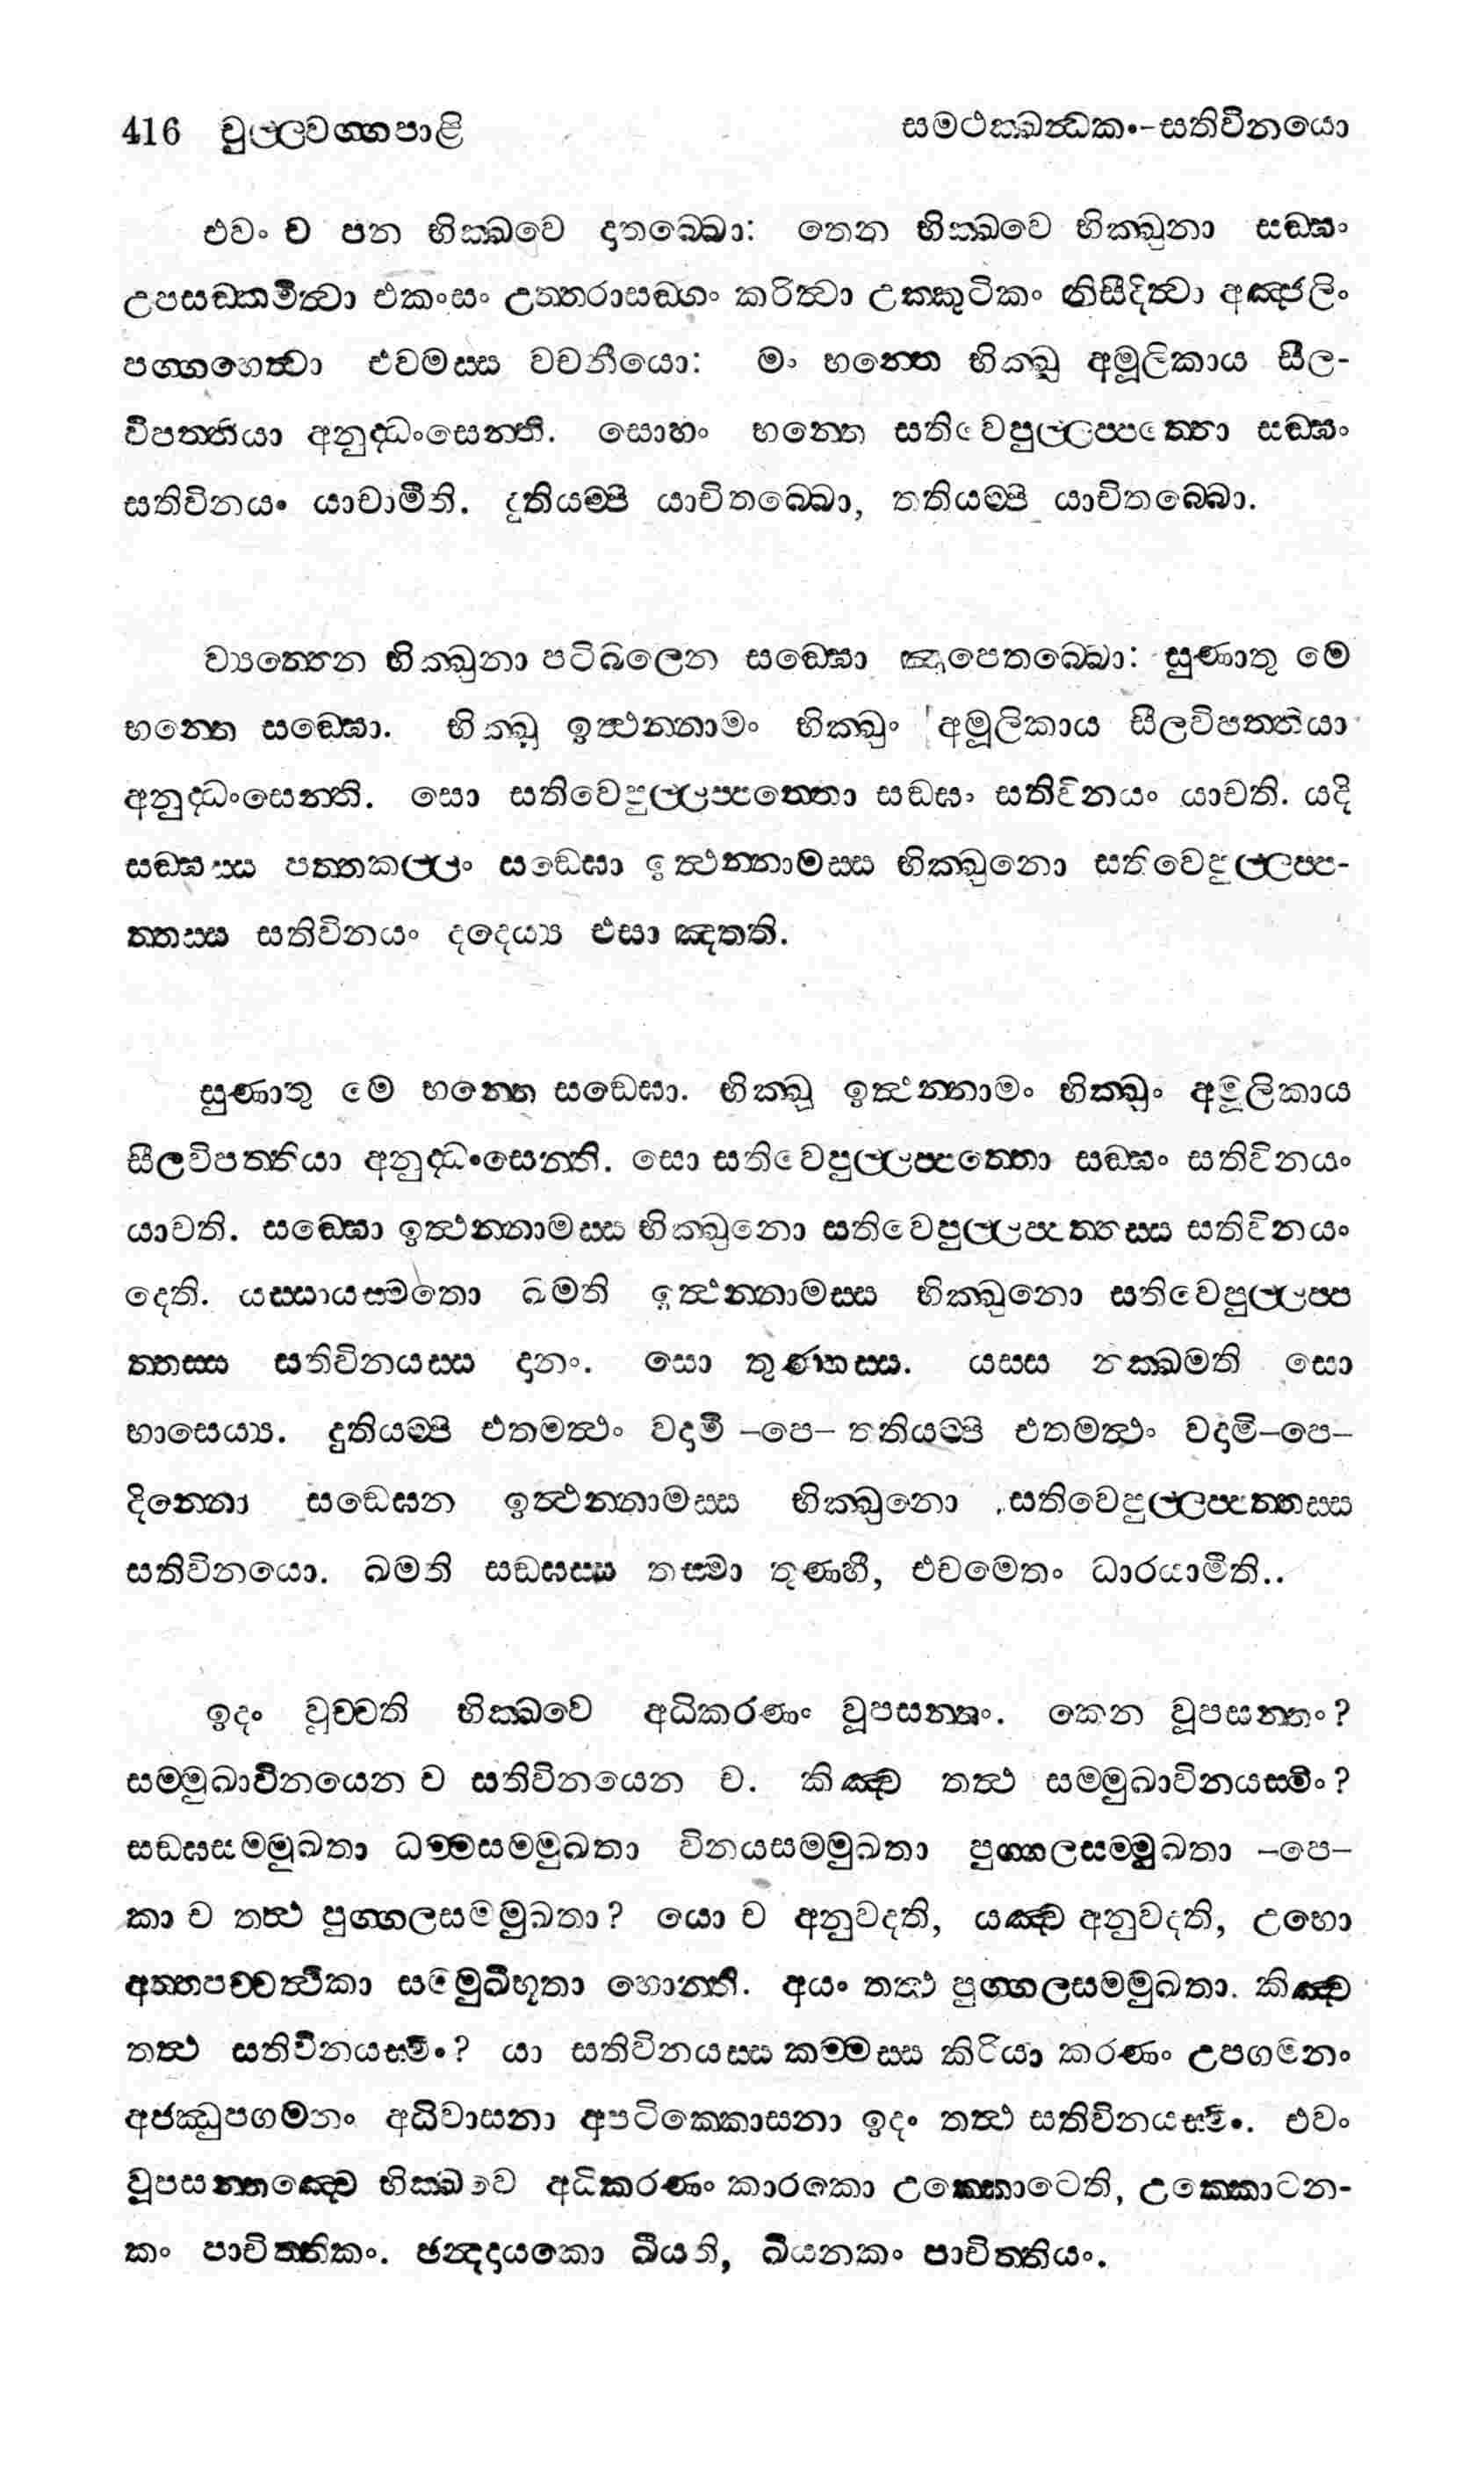 416 චුල්ලවග්ගපාළි සමථක්ඛන්ධකං-සතිවිනයො
එවං ච පන භික්ඛවෙ දාතබ්බො: තෙන භික්ඛවෙ භික්ඛුනා සඞ්ඝං
උපසඞ්කමිත්වා එකංසං උත්තරාසඞ්ගං කරිත්වා උක්කුටිකං නිසීදිත්වා අඤ්ජලිං
පග්ගහෙත්වා එවමස්ස වචනීයො: මං භන්තෙ භික්ඛු අමූලිකාය සීල-
විපත්තියා අනුද්ධංසෙන්ති. සොහං භන්තෙ සතිවෙපුල්ලප්පත්තො සඞ්ඝං
සතිවිනයං යාචාමීති. දුතියම්පි යාචිතබ්බො, තතියම්පි යාචිතබ්බො.
ව්‍යත්තෙන භික්ඛුනා පටිබලෙන සඞ්ඝො ඤාපෙතබ්බො: සුණාතු මෙ
භන්තෙ සඞ්ඝො. භික්ඛූ ඉත්ථන්නාමං භික්ඛුං අමූලිකාය සීලවිපත්තියා
අනුද්ධංසෙන්ති. සො සතිවෙපුල්ලප්පත්තො සඞ්ඝං සතිවිනයං යාචති. යදි
සඞ්ඝස්ස පත්තකල්ලං සඞ්ඝො ඉත්ථන්නාමස්ස භික්ඛුනො සතිවෙපුල්ලප්ප-
ත්තස්ස සතිවිනයං දදෙය්‍ය එසා ඤත්ති.
සුණාතු මෙ භන්තෙ සඞ්ඝො. භික්ඛූ ඉත්ථන්නාමං භික්ඛුං අමූලිකාය
සීලවිපත්තියා අනුද්ධංසෙන්ති. සො සතිවෙපුල්ලප්පත්තො සඞ්ඝං සතිවිනයං
යාචති. සඞ්ඝො ඉත්ථන්නාමස්ස භික්ඛුනො සතිවෙපුල්ලප්පත්තස්ස සතිවිනයං
දෙති. යස්සායස්මතො ඛමති ඉත්ථන්නාමස්ස භික්ඛුනො සතිවෙපුල්ලප්ප
ත්තස්ස සතිවිනයස්ස දානං. සො තුණ්හස්ස. යස්ස නක්ඛමති සො
භාසෙය්‍ය. දුතියම්පි එතමත්ථං වදාමි –පෙ– තතියම්පි එතමත්ථං වදාමි–පෙ–
දින්නො සඞ්ඝෙන ඉත්ථන්නාමස්ස භික්ඛුනො සතිවෙපුල්ලප්පත්තස්ස
සතිවිනයො. ඛමති සඞ්ඝස්ස තස්මා තුණ්හී, එවමෙතං ධාරයාමීති..
ඉදං වුච්චති භික්ඛවෙ අධිකරණං වූපසන්තං. කෙන වූපසන්තං?
සම්මුඛාවිනයෙන ච සතිවිනයෙන ච. කිඤ්ච තත්ථ සම්මුඛාවිනයස්මිං?
සඞ්ඝසම්මුඛතා ධම්මසම්මුඛතා විනයසම්මුඛතා පුග්ගලසම්මුඛතා –පෙ–
කා ච තත්ථ පුග්ගලසම්මුඛතා? යො ච අනුවදති, යඤ්ච අනුවදති, උභො
අත්තපච්චත්ථිකා සම්මුඛීභූතා හොන්ති. අයං තත්ථ පුග්ගලසම්මුඛතා. කිඤ්ච
තත්ථ සතිවිනයස්මිං? යා සතිවිනයස්ස කම්මස්ස කිරියා කරණං උපගමනං
අජ්ඣුපගමනං අධිවාසනා අපටික්කොසනා ඉදං තත්ථ සතිවිනයස්මිං. එවං
වූපසන්තඤ්චෙ භික්ඛවෙ අධිකරණං කාරකො උක්කොටෙති, උක්කොටන-
කං පාචිත්තිකං. ඡන්දදායකො ඛීයති, ඛීයනකං පාචිත්තියං.